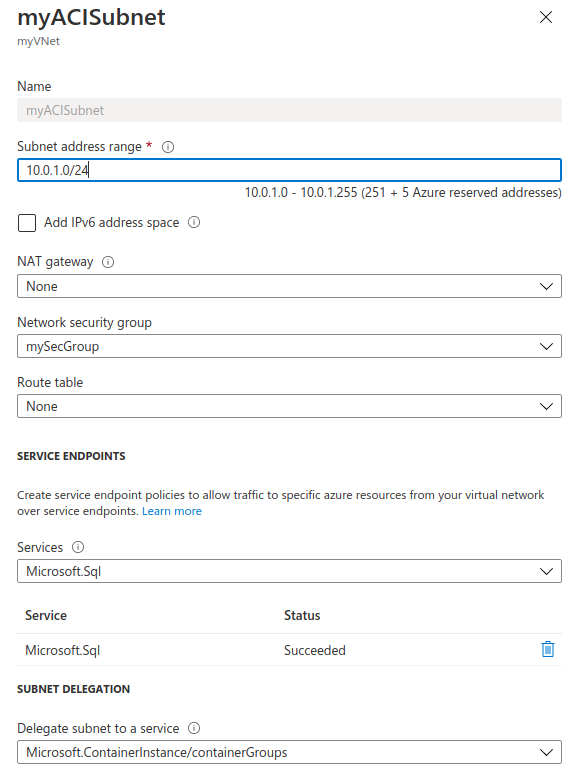 myACISubnet
myVNet
Name
myACISubnet
Subnet address range *
10.0.1.0/24
10.0.1.0 - 10.0.1.255 (251 + 5 Azure reserved addresses)
Add IPv6 address space
NAT gateway
None
Network security group
mySecGroup
Route table
None
SERVICE ENDPOINTS
Create service endpoint policies to allow traffic to specific azure resources from your virtual network
over service endpoints. Learn more
Services
Microsoft.Sql
Service Status
Microsoft.Sql Succeeded
SUBNET DELEGATION
Delegate subnet to a service
Microsoft.ContainerInstance/containerGroups